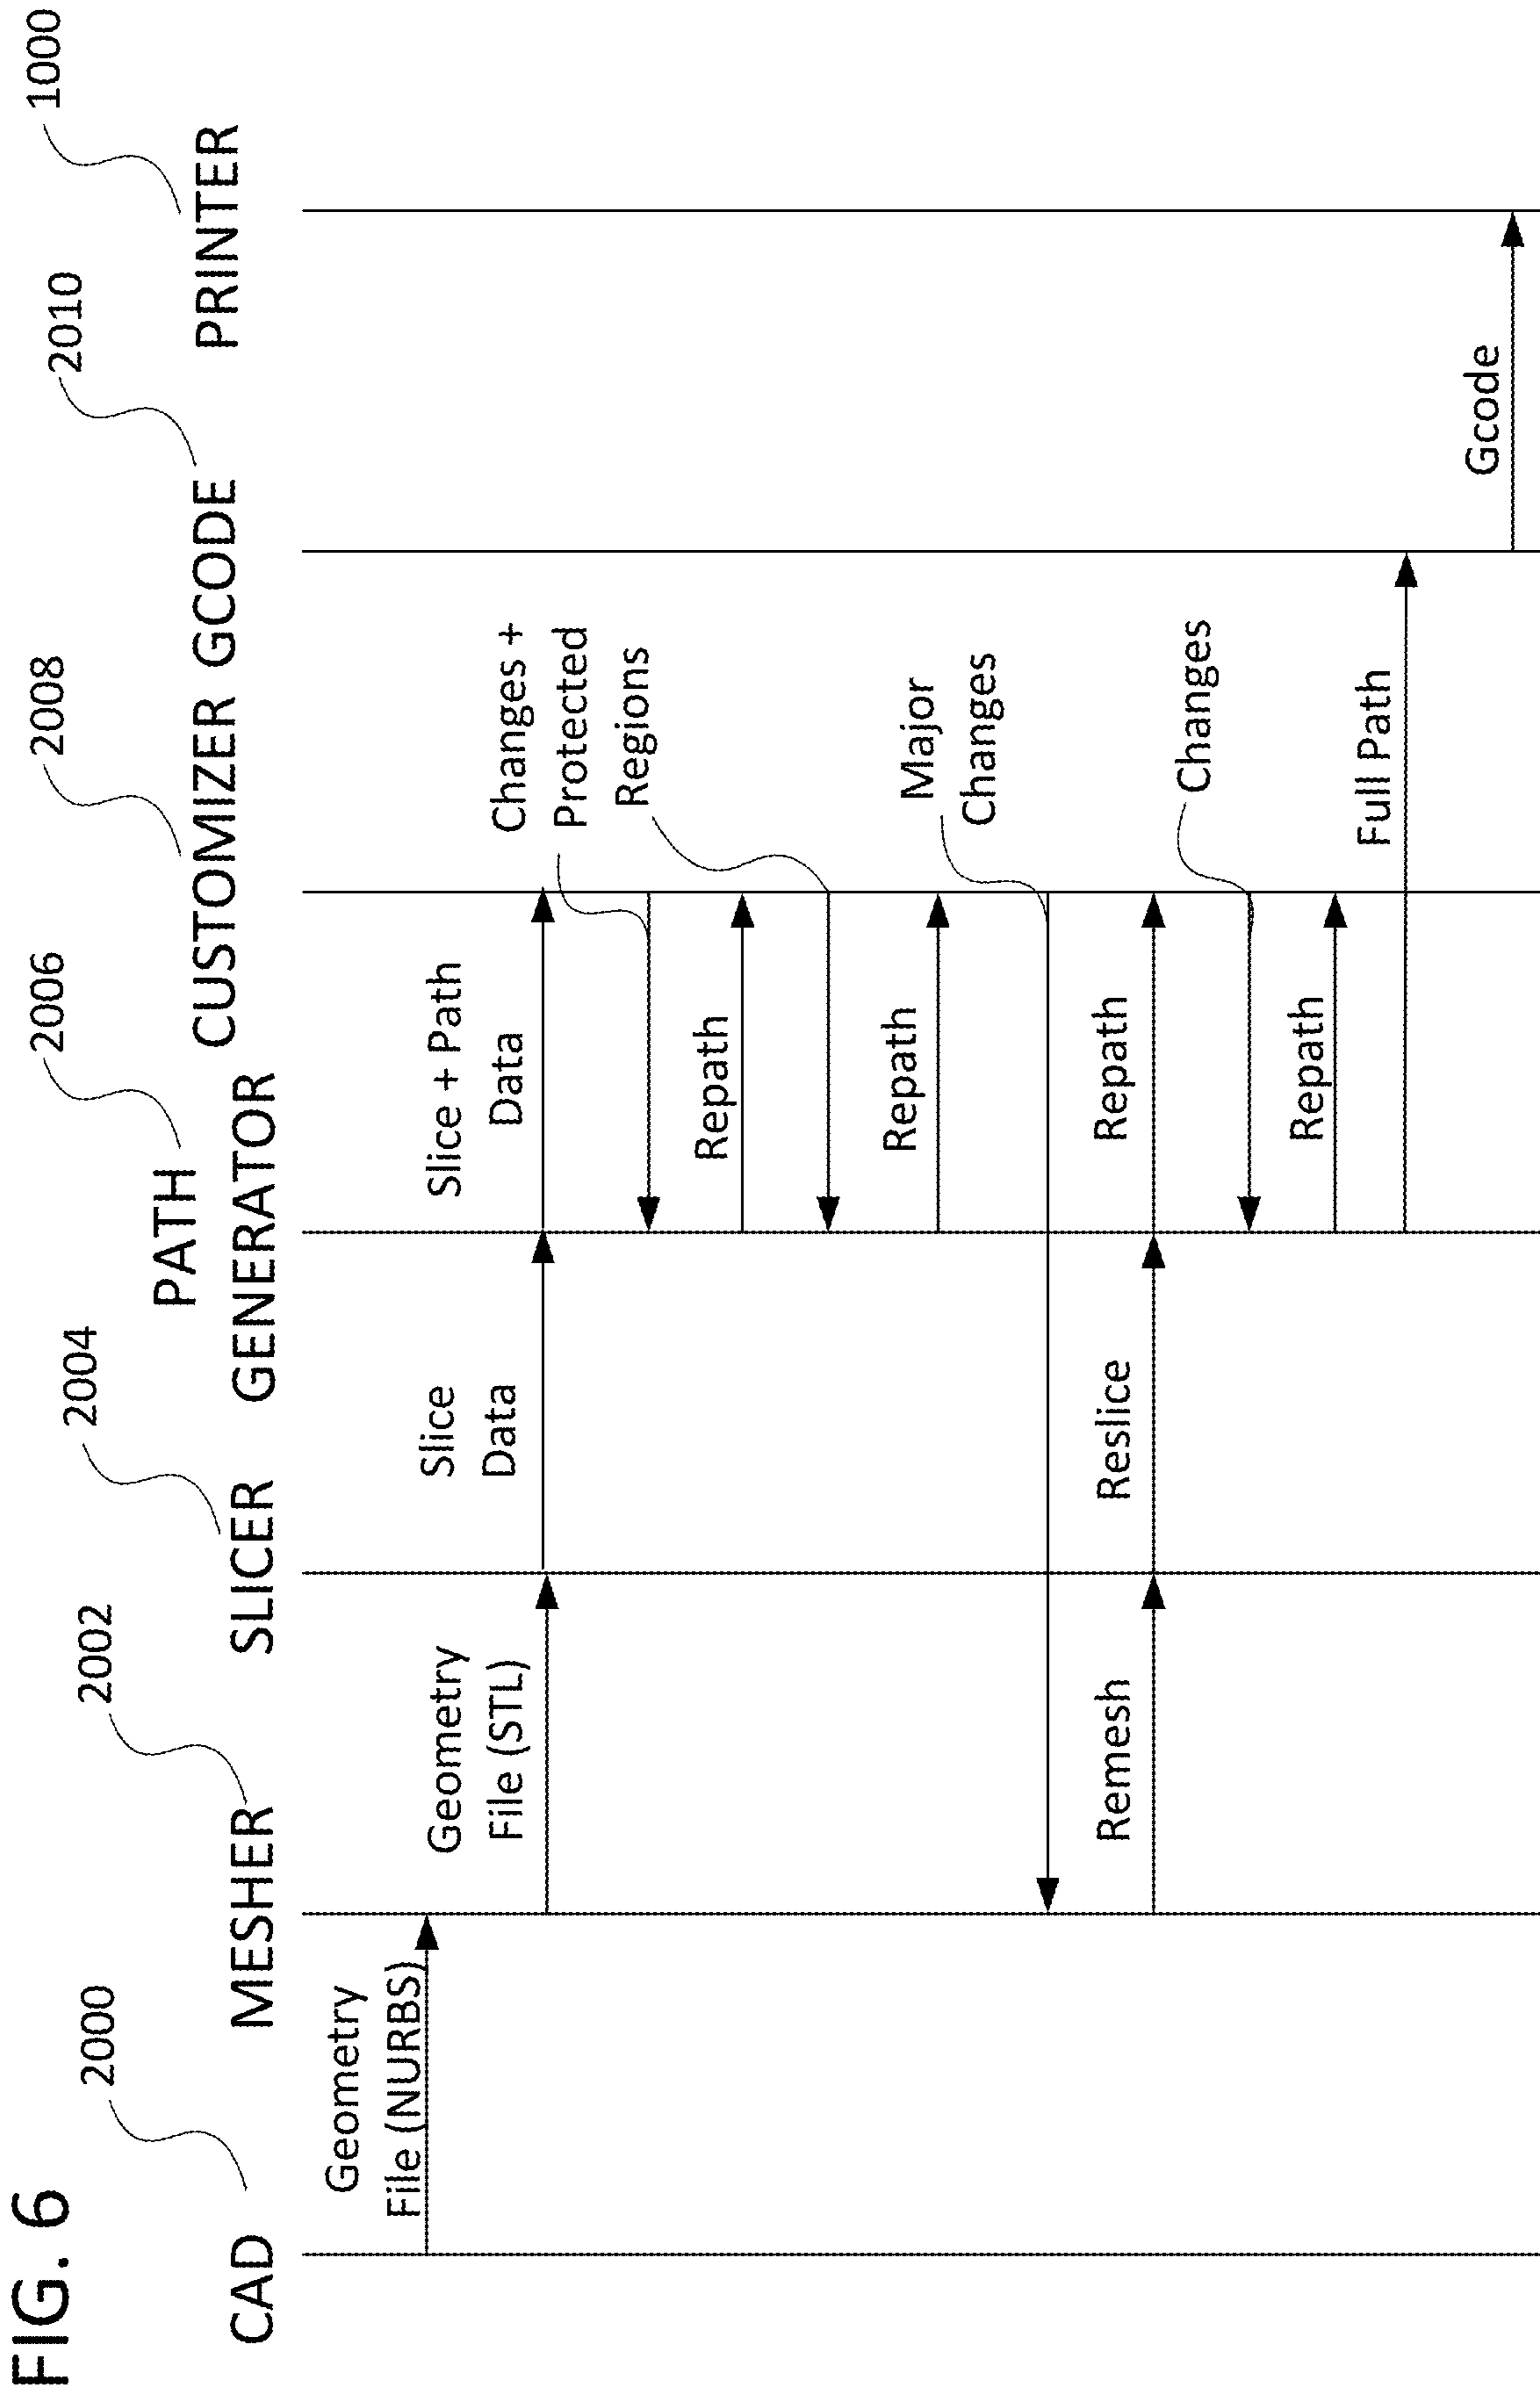 FIG. 6
2000
2002
2004
2006
2008
2010
1000
CAD
MESHER
SLICER
PATH
GENERATOR
CUSTOMIZER
GCODE
PRINTER
Geometry
File (NURBS)
Geometry
File (STL)
Slice
Data
Slice + Path
Data
Changes +
Protected
Regions
Repath
Repath
Major
Changes
Remesh
Reslice
Repath
Changes
Repath
Full Path
Gcode